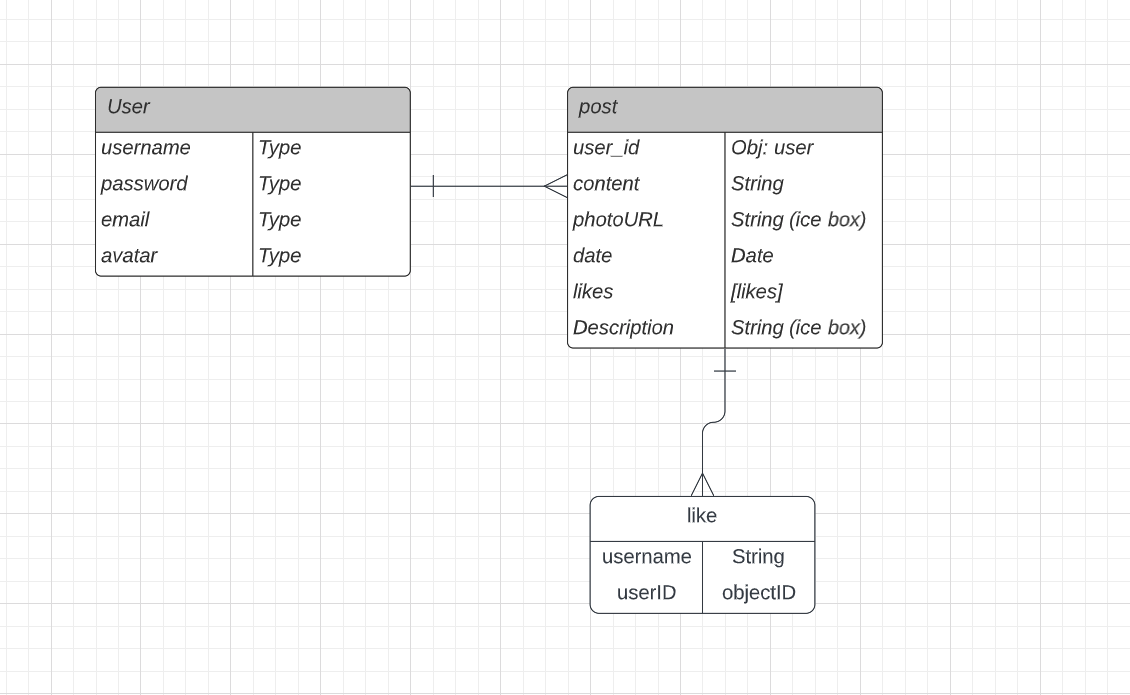 User
username Type
password Type
email Type
avatar Type
post
user_id Obj: user
content String
photoURL String (ice box)
date Date
likes [likes]
Description String (ice box)
like
username String
userID objectID